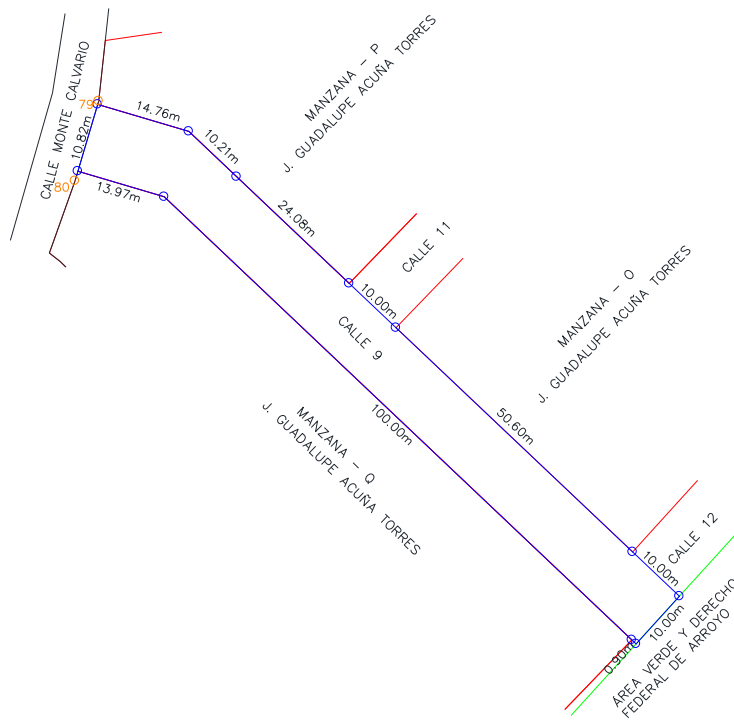 CALLE MONTE CALVARIO
79
10.82m
80
14.76m
13.97m
10.21m
MANZANA - P
J. GUADALUPE ACUÑA TORRES
24.08m
CALLE 11
10.00m
CALLE 9
MANZANA - O
J. GUADALUPE ACUÑA TORRES
50.60m
100.00m
MANZANA - Q
J. GUADALUPE ACUÑA TORRES
CALLE 12
10.00m
10.00m
0.90m
ÁREA VERDE Y DERECHO
FEDERAL DE ARROYO